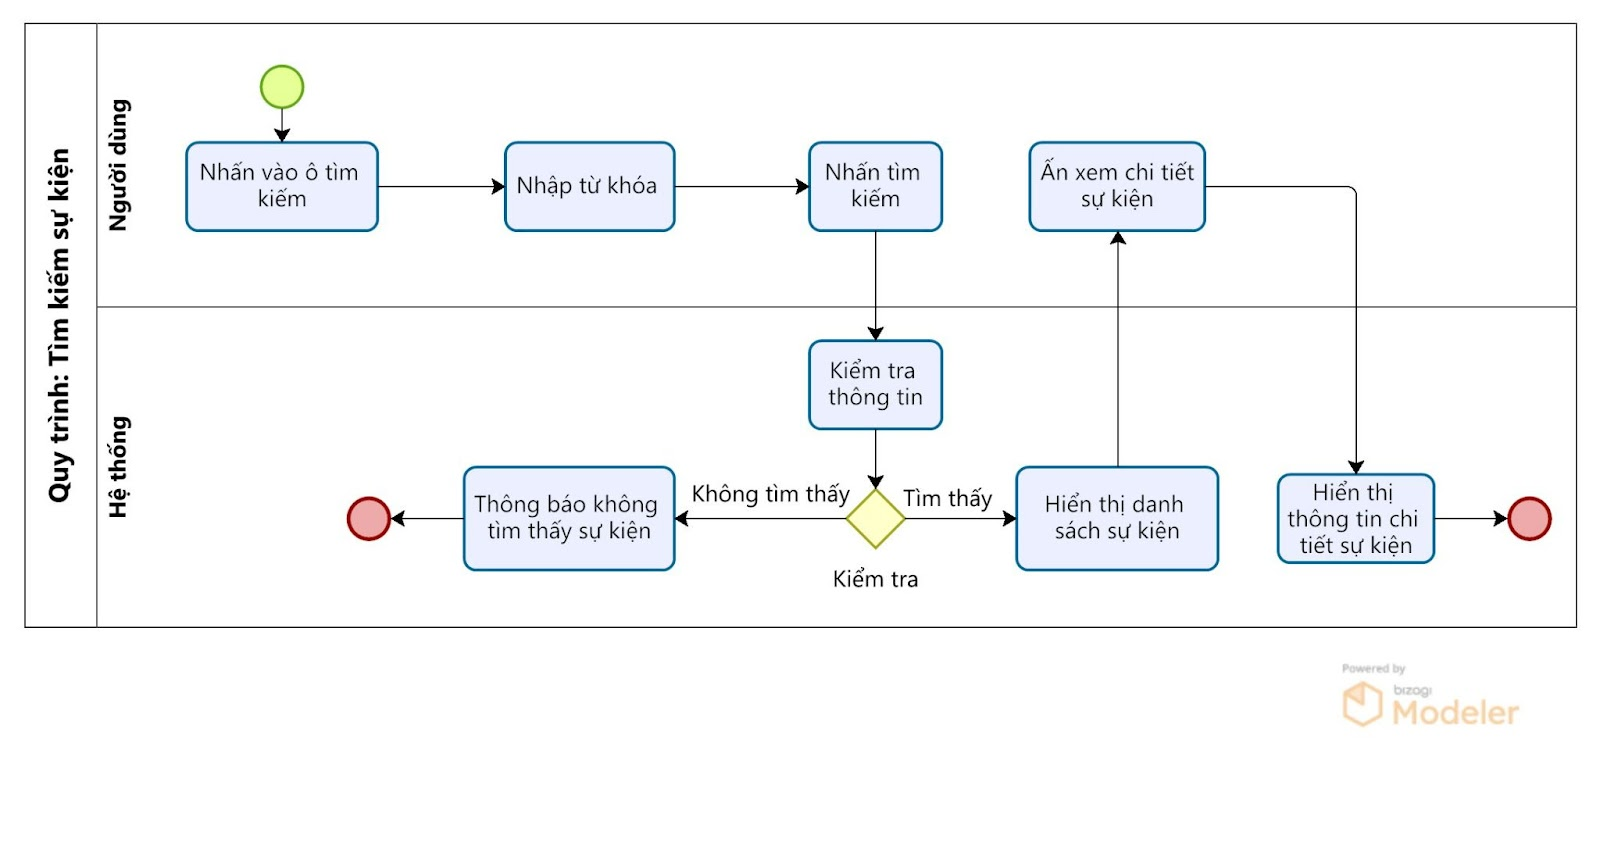 Quy trình: Tìm kiếm sự kiện
Người dùng
Nhấn vào ô tìm
kiếm
Nhập từ khóa
Nhấn tìm
kiếm
Ấn xem chi tiết
sự kiện
Hệ thống
Kiểm tra
thông tin
Thông báo không
tìm thấy sự kiện
Không tìm thấy
Tìm thấy
Kiểm tra
Hiển thị danh
sách sự kiện
Hiển thị
thông tin chi
tiết sự kiện
Powered by
bizagi
Modeler